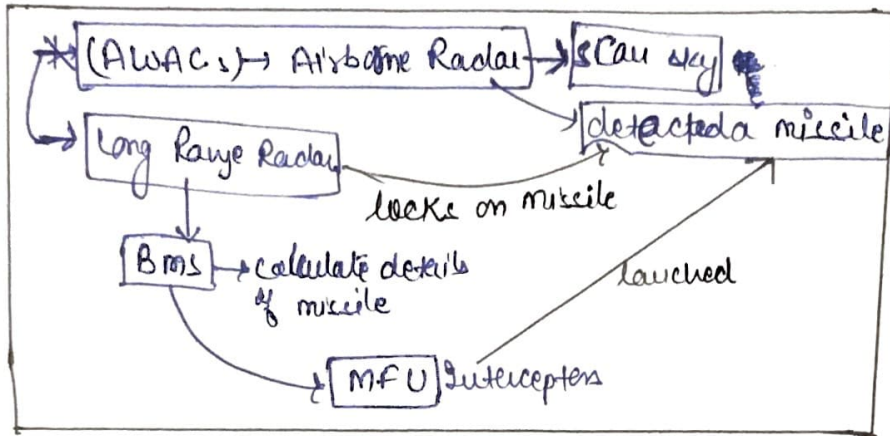 (AWACs) → Airborne Radar → scan sky
detected a missile
Long Range Radar
locks on missile
BMS → calculate details
of missile
lauched
MFU Interceptors